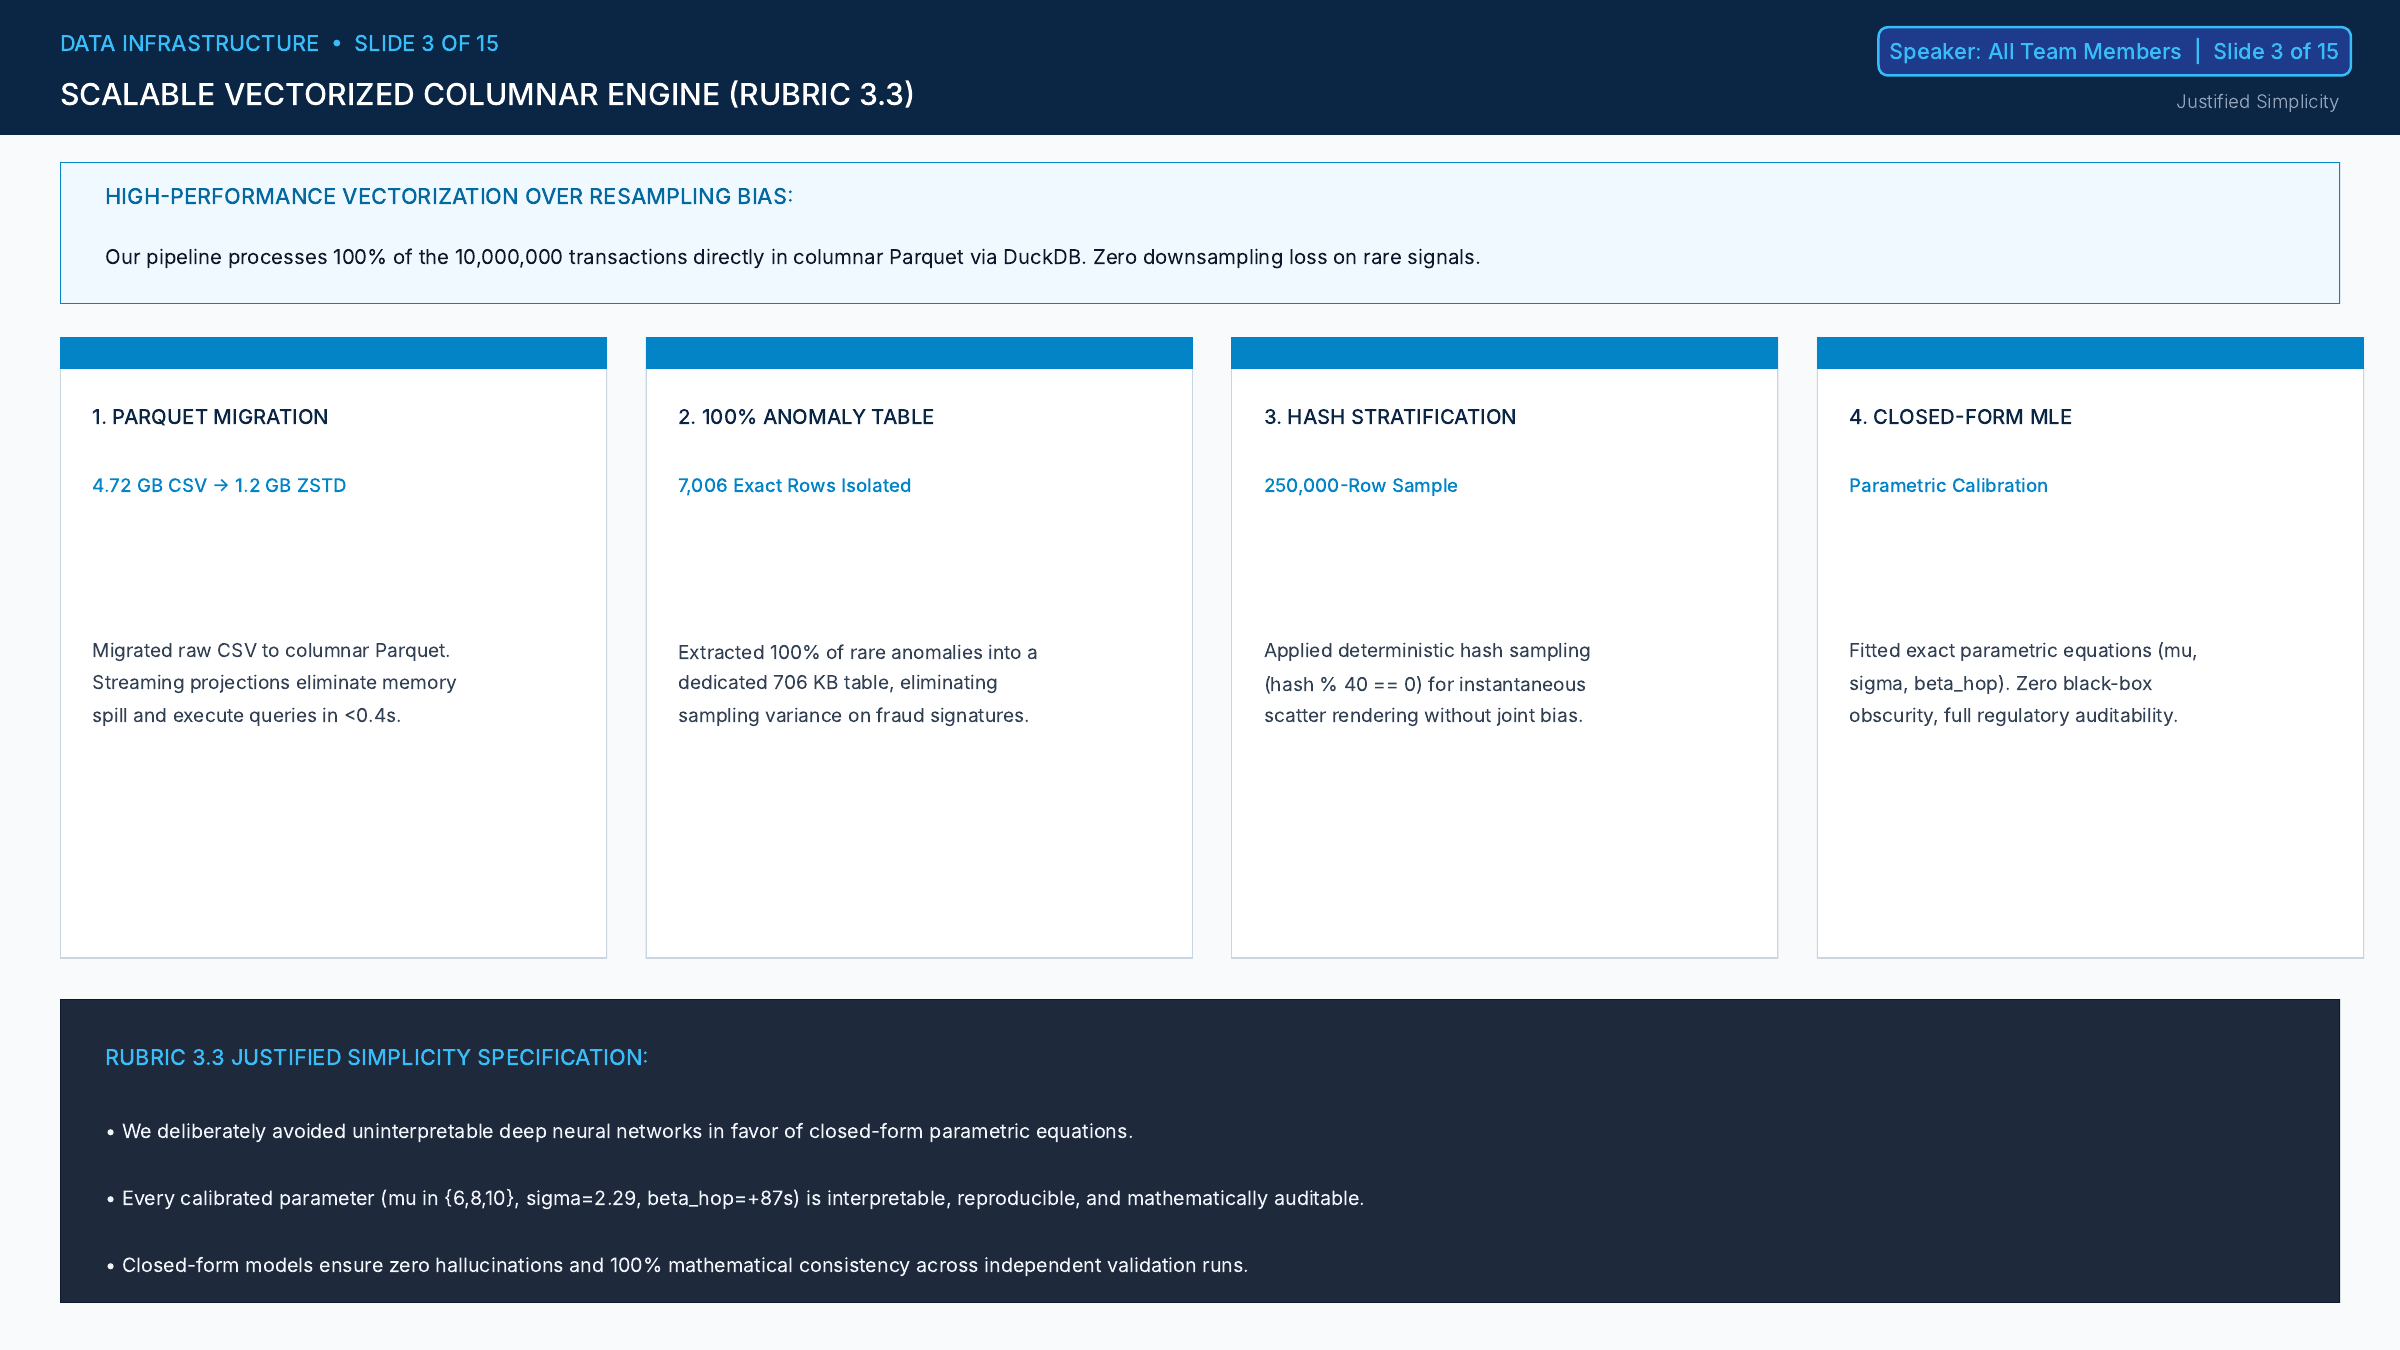 DATA INFRASTRUCTURE • SLIDE 3 OF 15
SCALABLE VECTORIZED COLUMNAR ENGINE (RUBRIC 3.3)
Speaker: All Team Members | Slide 3 of 15
Justified Simplicity
HIGH-PERFORMANCE VECTORIZATION OVER RESAMPLING BIAS:
Our pipeline processes 100% of the 10,000,000 transactions directly in columnar Parquet via DuckDB. Zero downsampling loss on rare signals.
1. PARQUET MIGRATION
4.72 GB CSV → 1.2 GB ZSTD
Migrated raw CSV to columnar Parquet.
Streaming projections eliminate memory
spill and execute queries in <0.4s.
2. 100% ANOMALY TABLE
7,006 Exact Rows Isolated
Extracted 100% of rare anomalies into a
dedicated 706 KB table, eliminating
sampling variance on fraud signatures.
3. HASH STRATIFICATION
250,000-Row Sample
Applied deterministic hash sampling
(hash % 40 == 0) for instantaneous
scatter rendering without joint bias.
4. CLOSED-FORM MLE
Parametric Calibration
Fitted exact parametric equations (mu,
sigma, beta_hop). Zero black-box
obscurity, full regulatory auditability.
RUBRIC 3.3 JUSTIFIED SIMPLICITY SPECIFICATION:
• We deliberately avoided uninterpretable deep neural networks in favor of closed-form parametric equations.
• Every calibrated parameter (mu in {6,8,10}, sigma=2.29, beta_hop=+87s) is interpretable, reproducible, and mathematically auditable.
• Closed-form models ensure zero hallucinations and 100% mathematical consistency across independent validation runs.